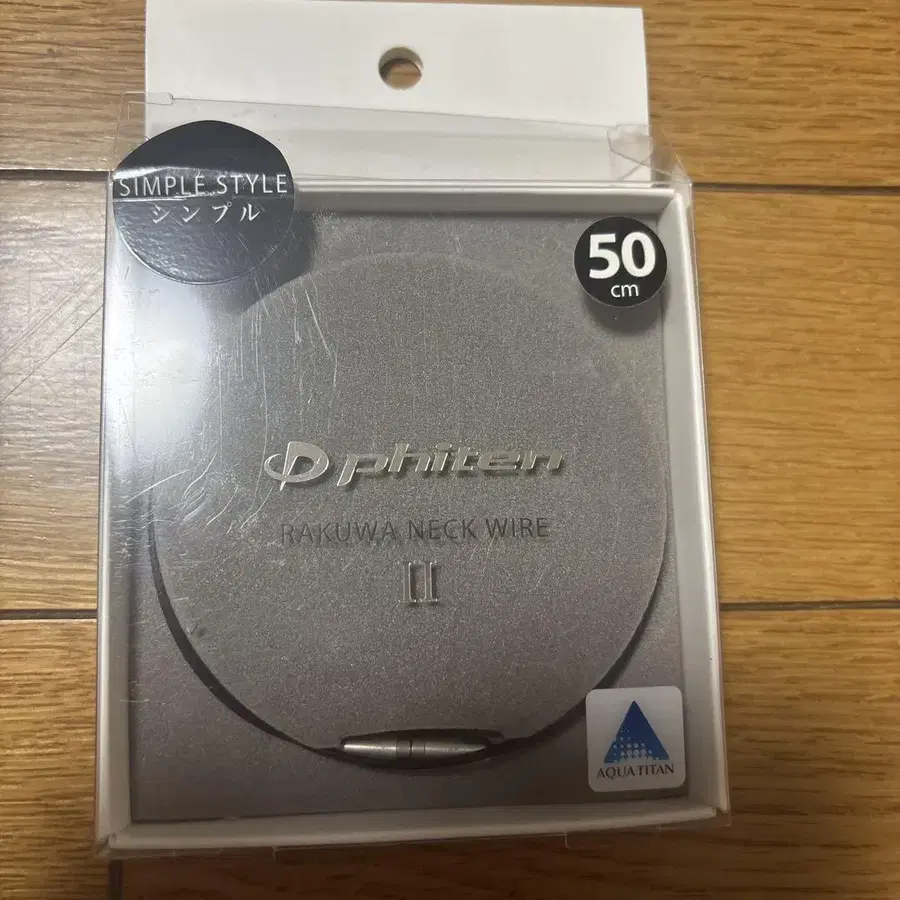 SIMPLE STYLE
シンプル
50
cm
phiten
RAKUWA NECK WIRE
II
AQUA TITAN